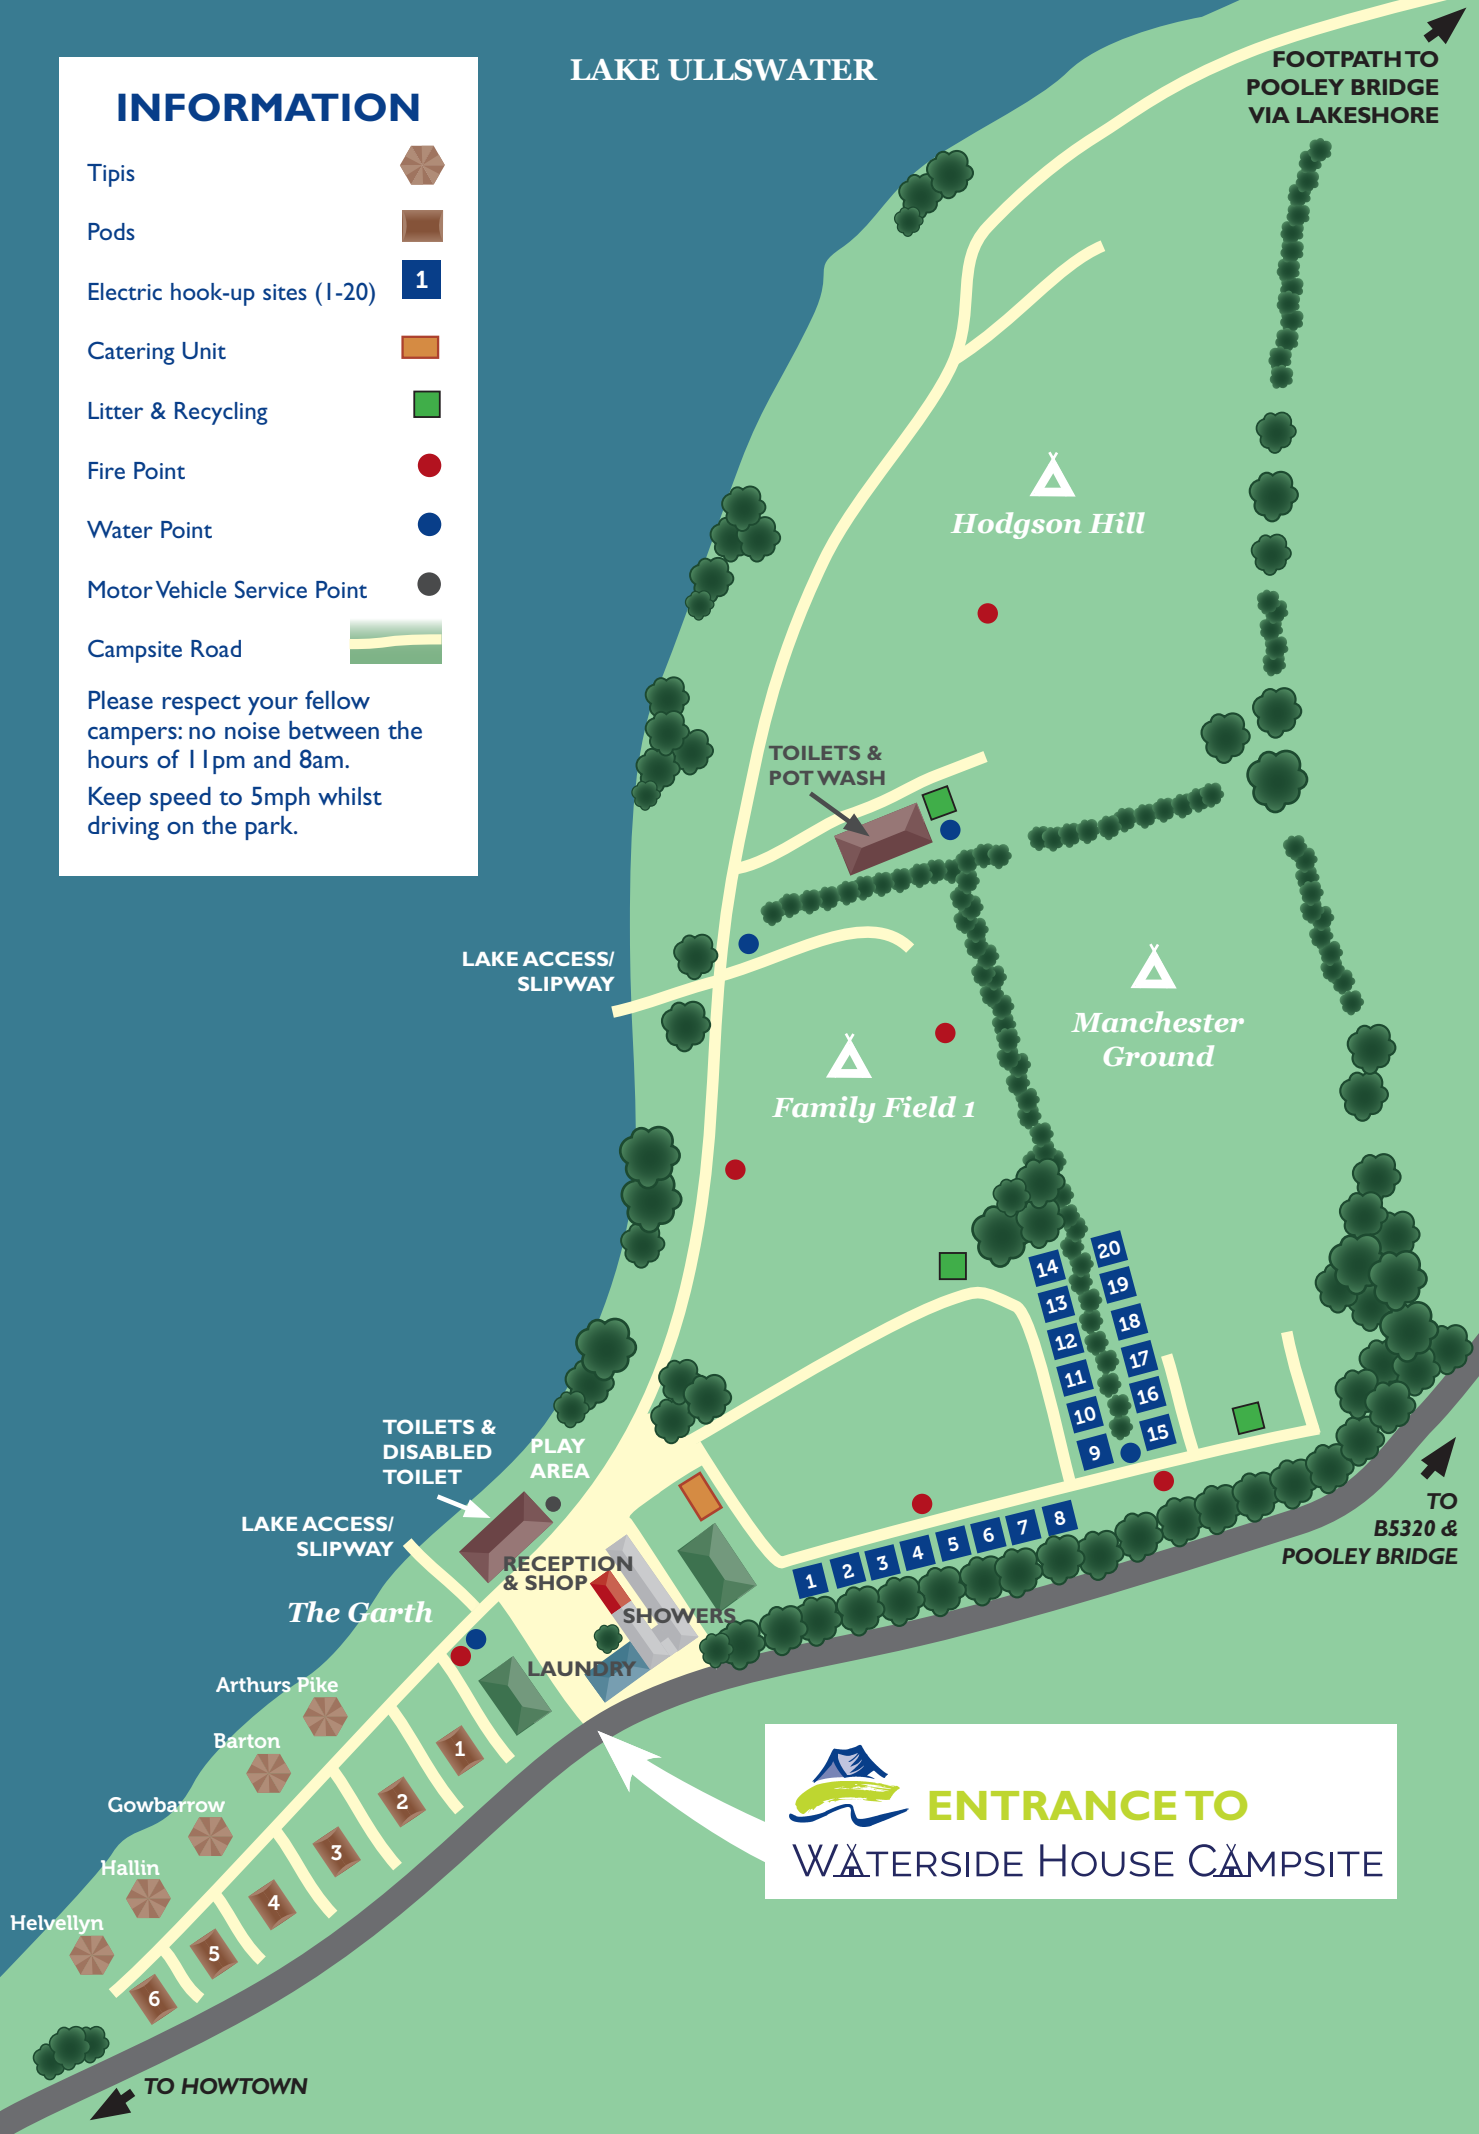 LAKE ULLSWATER
FOOTPATH TO
POOLEY BRIDGE
VIA LAKESHORE
INFORMATION
Tipis
Pods
Electric hook-up sites (1-20)
1
Catering Unit
Litter & Recycling
Fire Point
Water Point
Motor Vehicle Service Point
Campsite Road
Please respect your fellow
campers: no noise between the
hours of 11pm and 8am.
Keep speed to 5mph whilst
driving on the park.
Hodgson Hill
TOILETS &
POT WASH
LAKE ACCESS/
SLIPWAY
Manchester
Ground
Family Field 1
20
14
19
13
18
12
17
11
16
10
15
9
8
7
6
5
4
3
2
1
TOILETS &
DISABLED
TOILET
PLAY
AREA
LAKE ACCESS/
SLIPWAY
RECEPTION
& SHOP
SHOWERS
LAUNDRY
TO
B5320 &
POOLEY BRIDGE
The Garth
Arthurs Pike
Barton
Gowbarrow
Hallin
Helvellyn
1
2
3
4
5
6
ENTRANCE TO
WATERSIDE HOUSE CAMPSITE
TO HOWTOWN